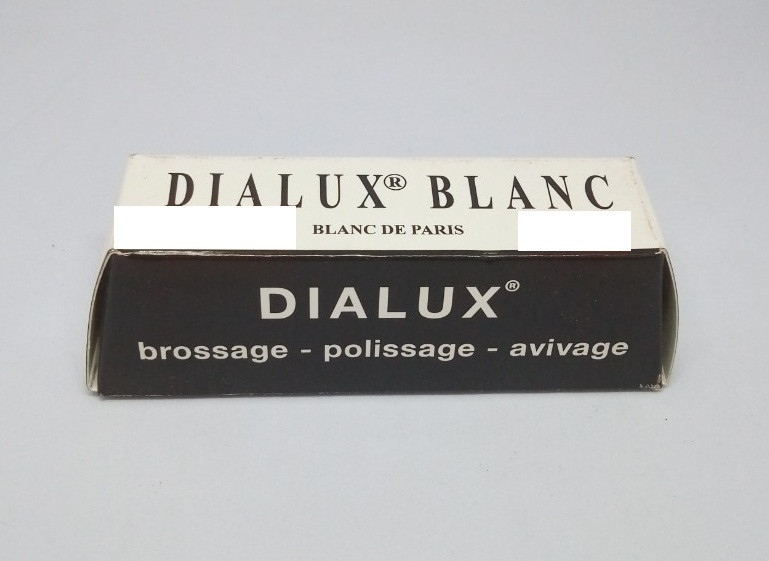 DIALUX® BLANC
BLANC DE PARIS
DIALUX®
brossage - polissage - avivage